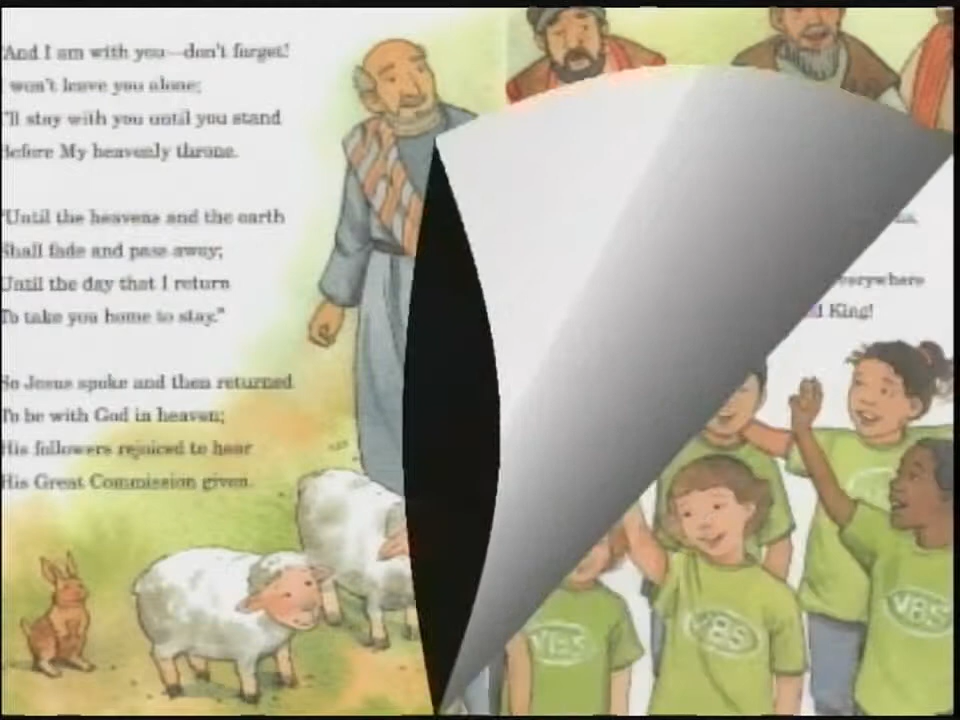 "And I am with you—don't forget!
won't leave you alone;
I'll stay with you until you stand
Before My heavenly throne.
"Until the heavens and the earth
Shall fade and pass away;
Until the day that I return
To take you home to stay."
So Jesus spoke and then returned
To be with God in heaven;
His followers rejoiced to hear
His Great Commission given.
everywhere
King!
VBS
VBS
VBS